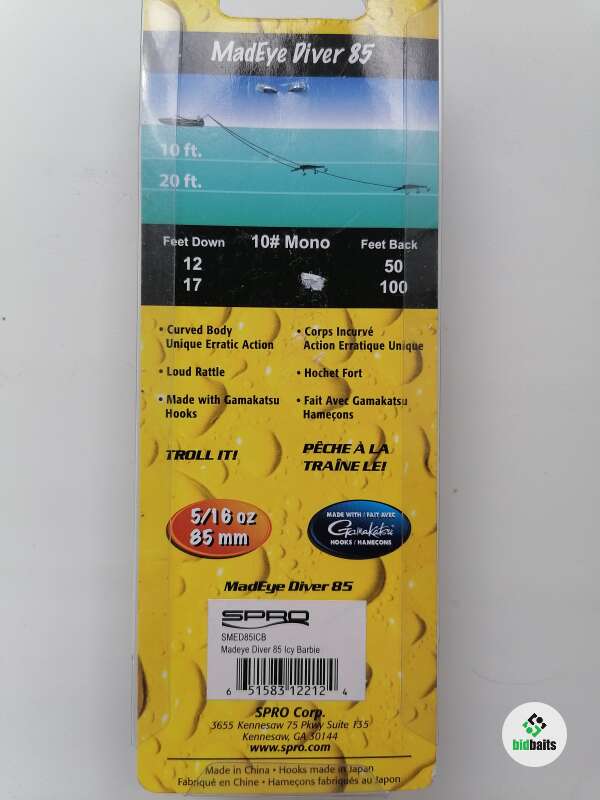 MadEye Diver 85
10 ft.
20 ft.
Feet Down 10# Mono Feet Back
12 50
17 100
• Curved Body
Unique Erratic Action
• Loud Rattle
• Made with Gamakatsu
Hooks
• Corps Incurvé
Action Erratique Unique
• Hochet Fort
• Fait Avec Gamakatsu
Hameçons
TROLL IT!
PÊCHE À LA
TRAÎNE LE!
5/16 oz
85 mm
MADE WITH / FAIT AVEC
Gamakatsu
HOOKS / HAMECONS
MadEye Diver 85
SPRO
SMED85ICB
Madeye Diver 85 Icy Barbie
6 51583 12212 4
SPRO Corp.
3655 Kennesaw 75 Pkwy Suite 135
Kennesaw, GA 30144
www.spro.com
Made in China • Hooks made in Japan
Fabriqué en Chine • Hameçons fabriqués au Japon
bidbaits